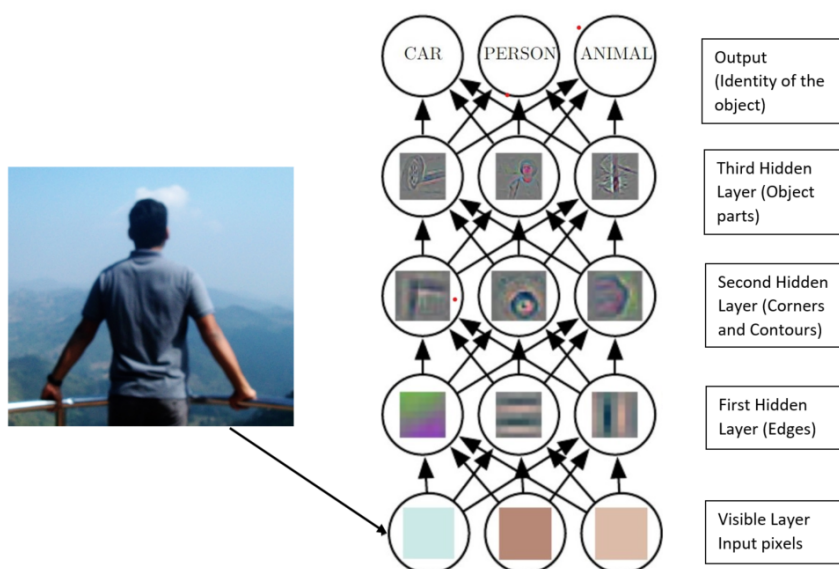 CAR
PERSON
ANIMAL
Output
(Identity of the
object)
Third Hidden
Layer (Object
parts)
Second Hidden
Layer (Corners
and Contours)
First Hidden
Layer (Edges)
Visible Layer
Input pixels